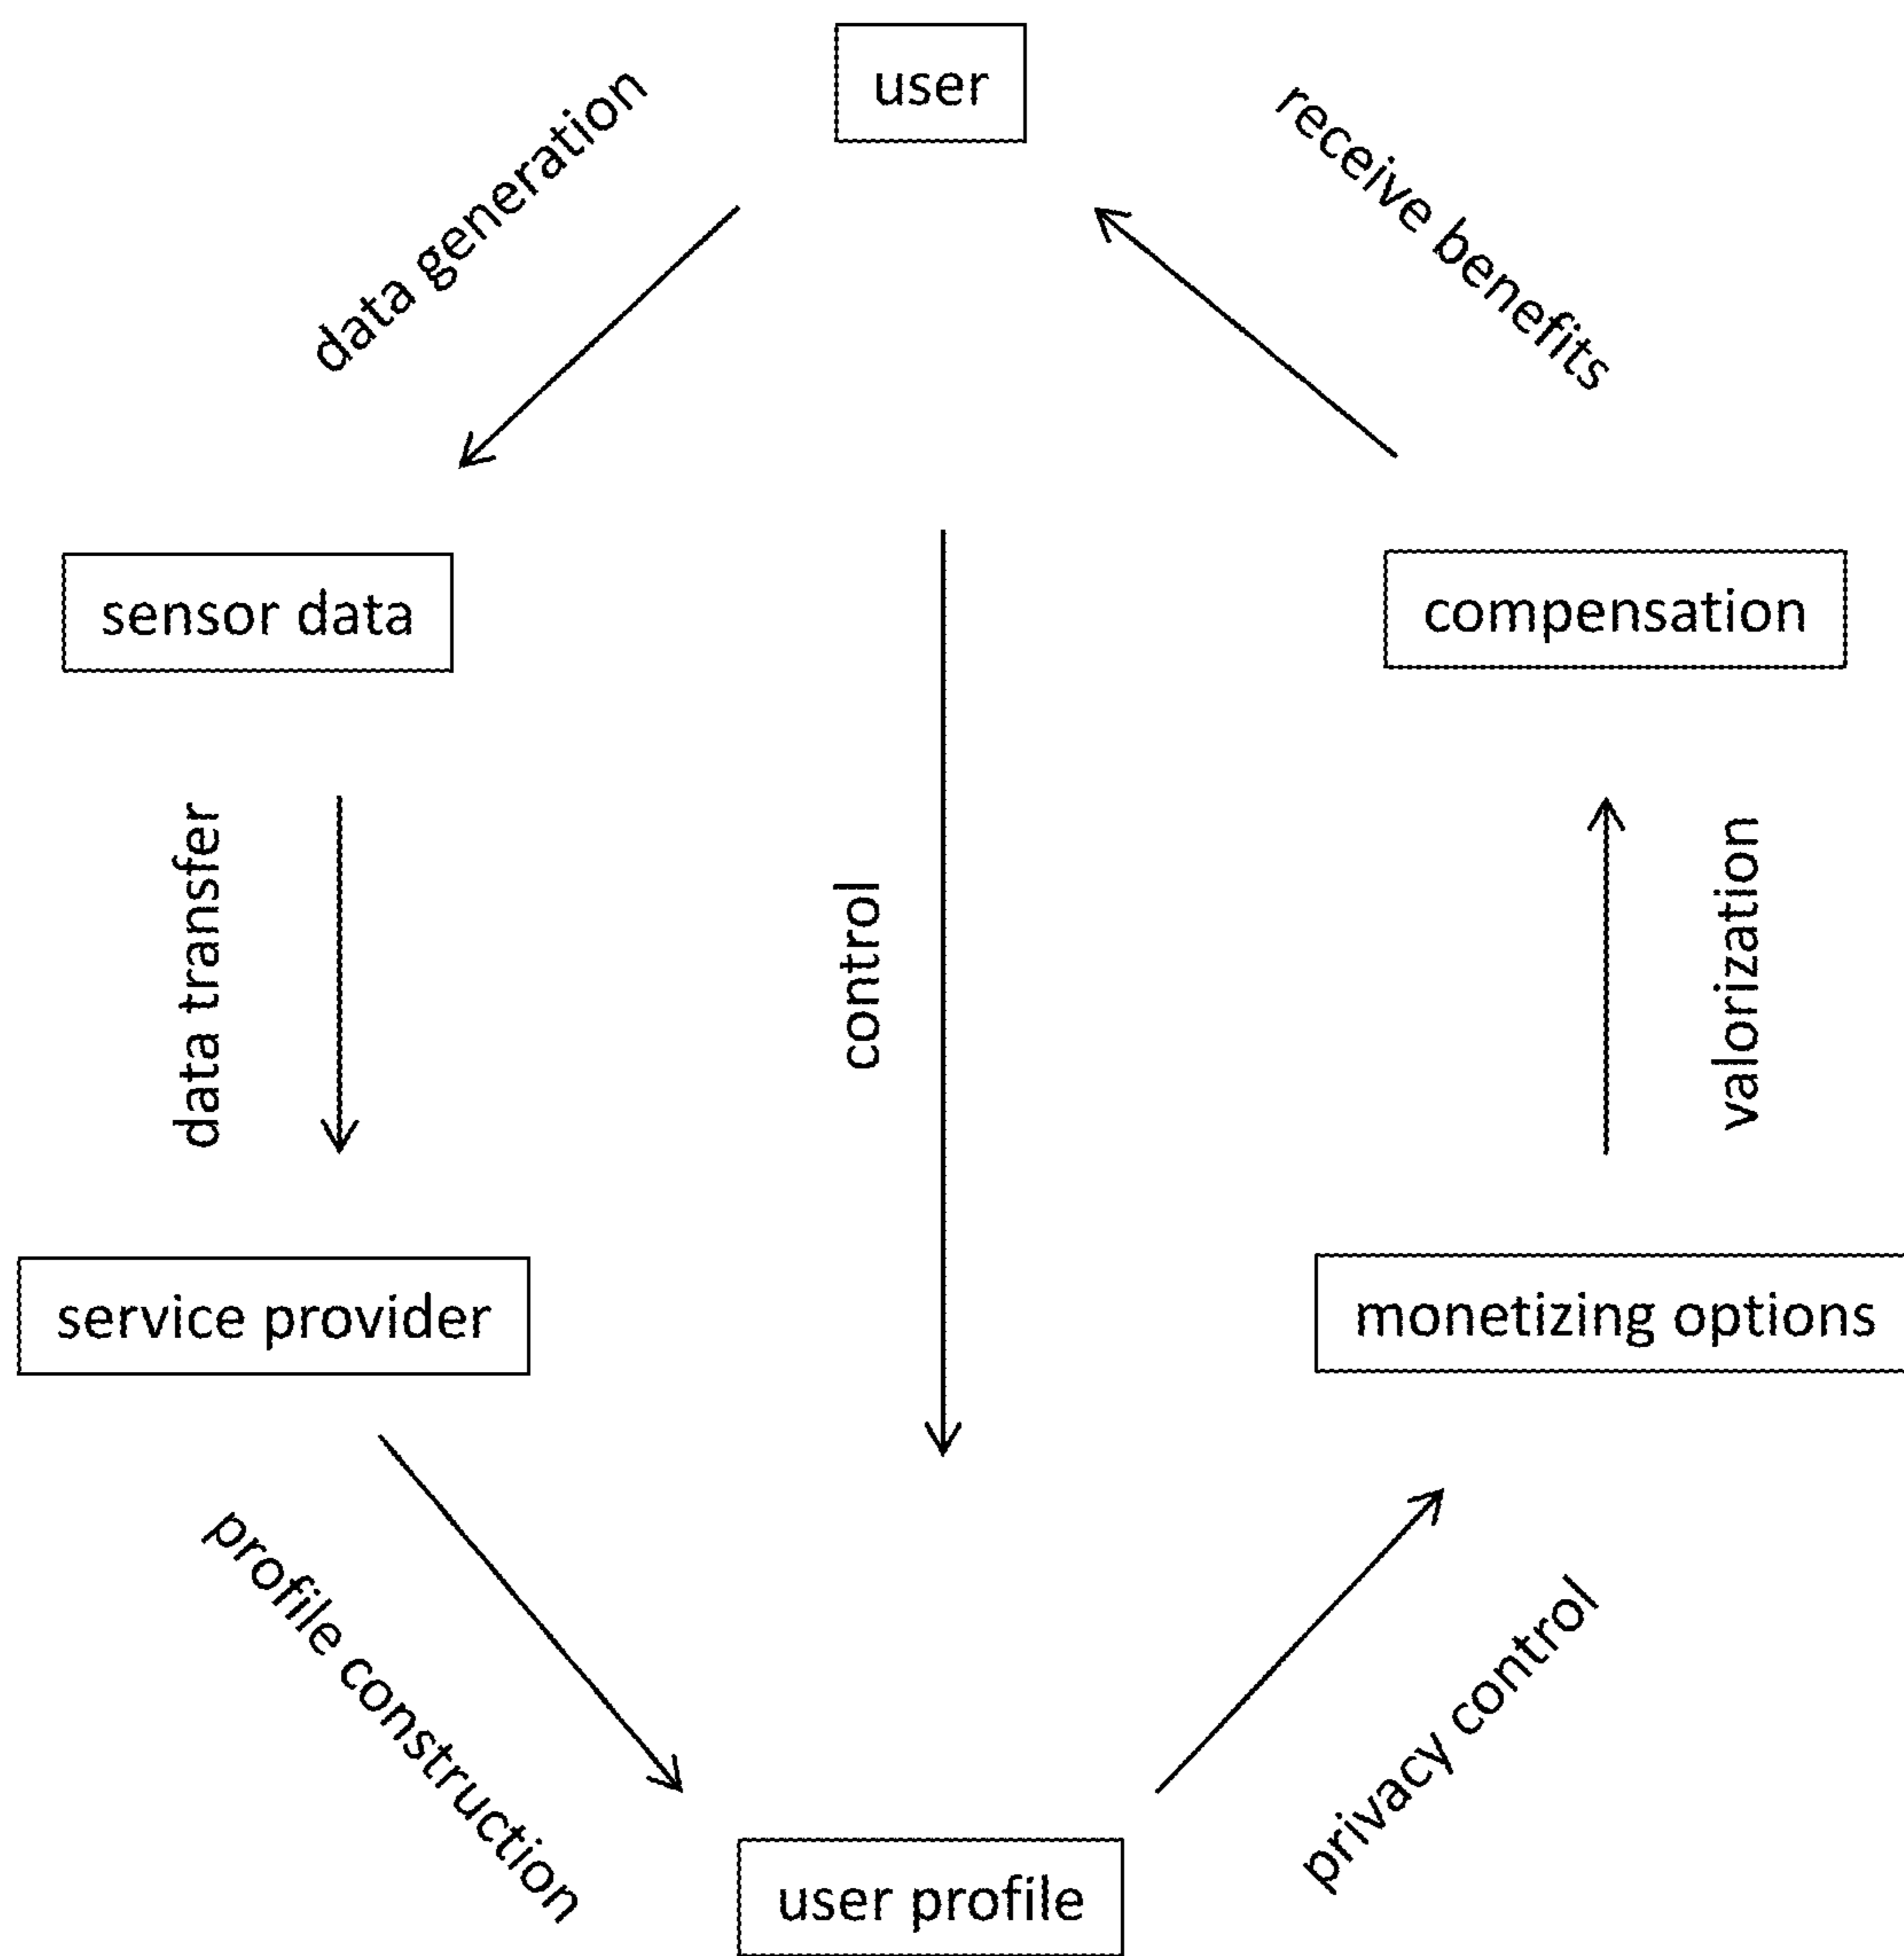 user
data generation
receive benefits
sensor data
compensation
data transfer
control
valorization
service provider
monetizing options
profile construction
privacy control
user profile